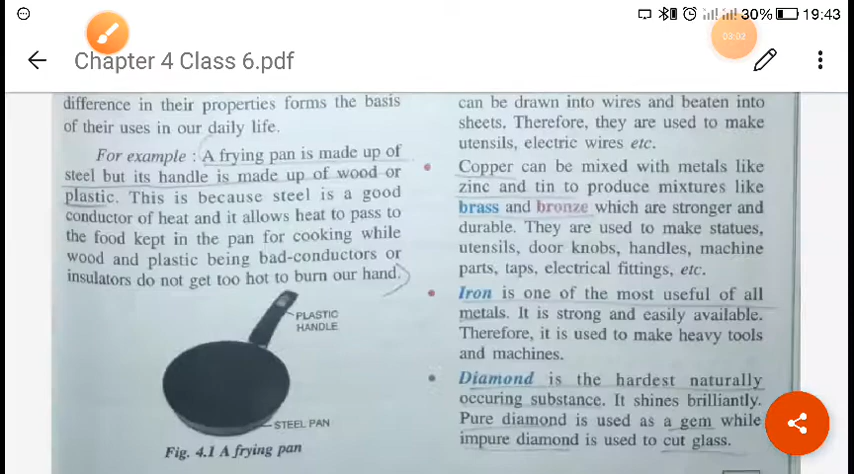 30% 19:43
03:02
Chapter 4 Class 6.pdf
difference in their properties forms the basis
of their uses in our daily life.
For example : A frying pan is made up of
steel but its handle is made up of wood or
plastic. This is because steel is a good
conductor of heat and it allows heat to pass to
the food kept in the pan for cooking while
wood and plastic being bad-conductors or
insulators do not get too hot to burn our hand.
PLASTIC
HANDLE
STEEL PAN
Fig. 4.1 A frying pan
can be drawn into wires and beaten into
sheets. Therefore, they are used to make
utensils, electric wires etc.
• Copper can be mixed with metals like
zinc and tin to produce mixtures like
brass and bronze which are stronger and
durable. They are used to make statues,
utensils, door knobs, handles, machine
parts, taps, electrical fittings, etc.
• Iron is one of the most useful of all
metals. It is strong and easily available.
Therefore, it is used to make heavy tools
and machines.
• Diamond is the hardest naturally
occuring substance. It shines brilliantly.
Pure diamond is used as a gem while
impure diamond is used to cut glass.